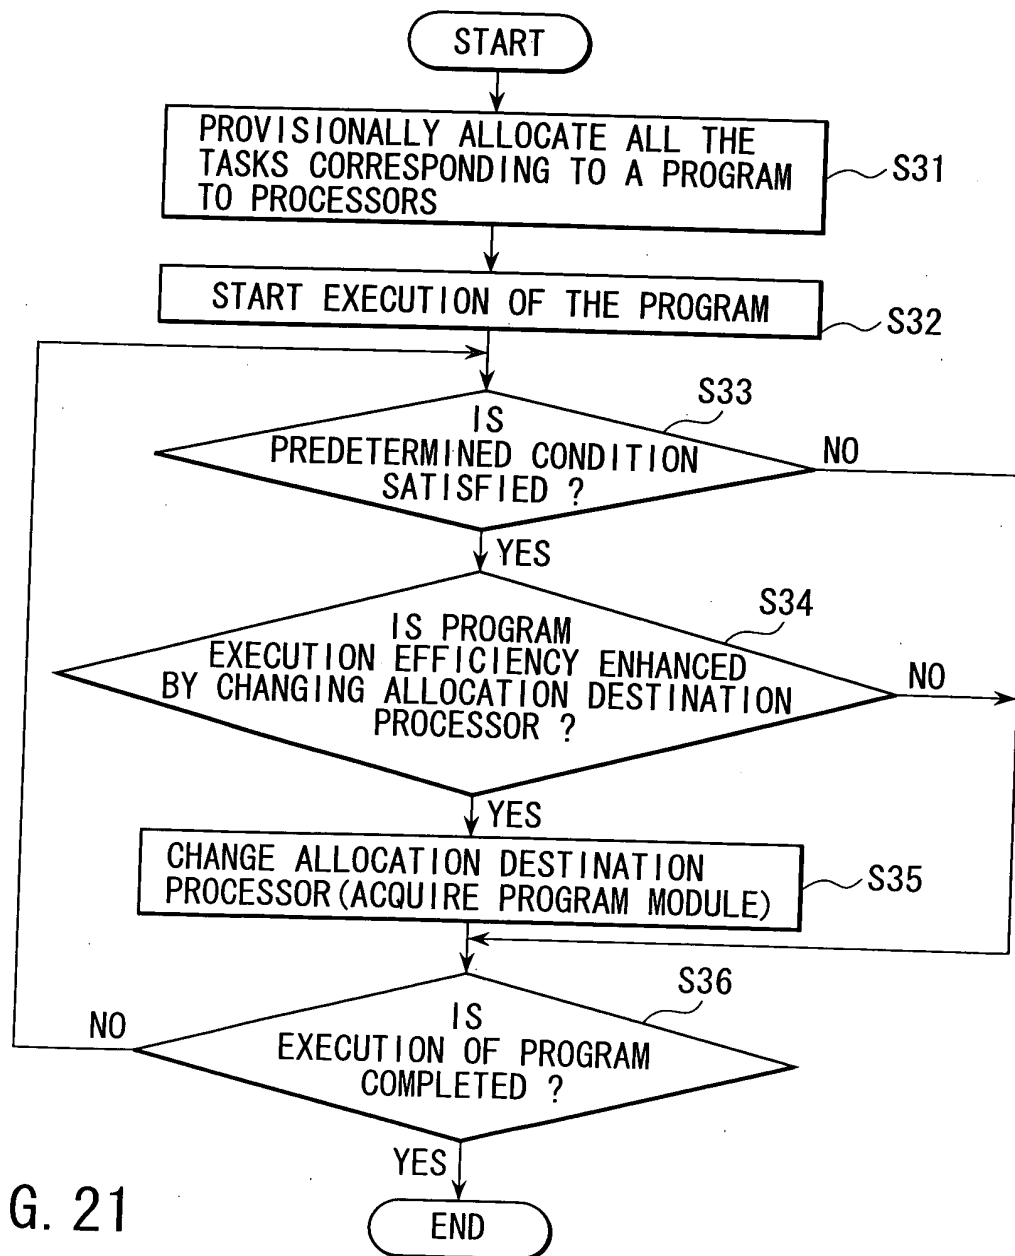 START
PROVISIONALLY ALLOCATE ALL THE
TASKS CORRESPONDING TO A PROGRAM
TO PROCESSORS
S31
START EXECUTION OF THE PROGRAM
S32
S33
IS
PREDETERMINED CONDITION
SATISFIED ?
NO
YES
S34
IS PROGRAM
EXECUTION EFFICIENCY ENHANCED
BY CHANGING ALLOCATION DESTINATION
PROCESSOR ?
NO
YES
CHANGE ALLOCATION DESTINATION
PROCESSOR(ACQUIRE PROGRAM MODULE)
S35
S36
NO
IS
EXECUTION OF PROGRAM
COMPLETED ?
YES
END
G. 21